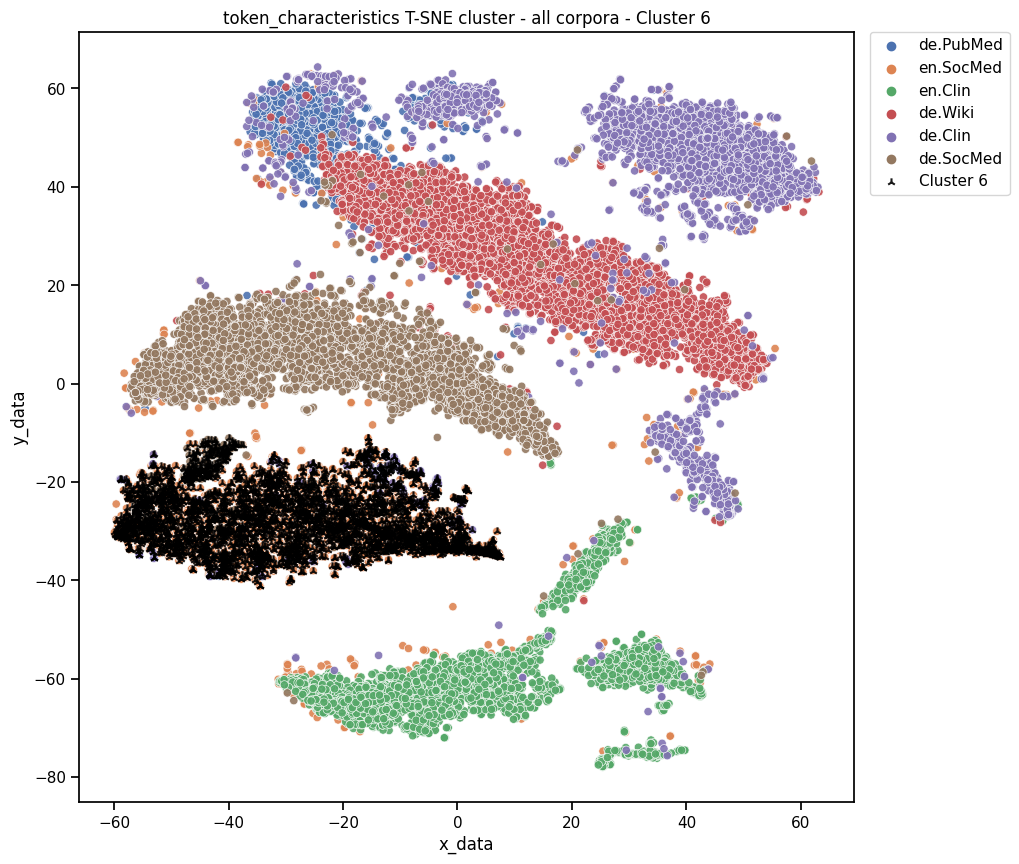 token_characteristics T-SNE cluster - all corpora - Cluster 6
de.PubMed
en.SocMed
en.Clin
de.Wiki
de.Clin
de.SocMed
Cluster 6
y_data
60
40
20
0
−20
−40
−60
−80
−60 −40 −20 0 20 40 60
x_data